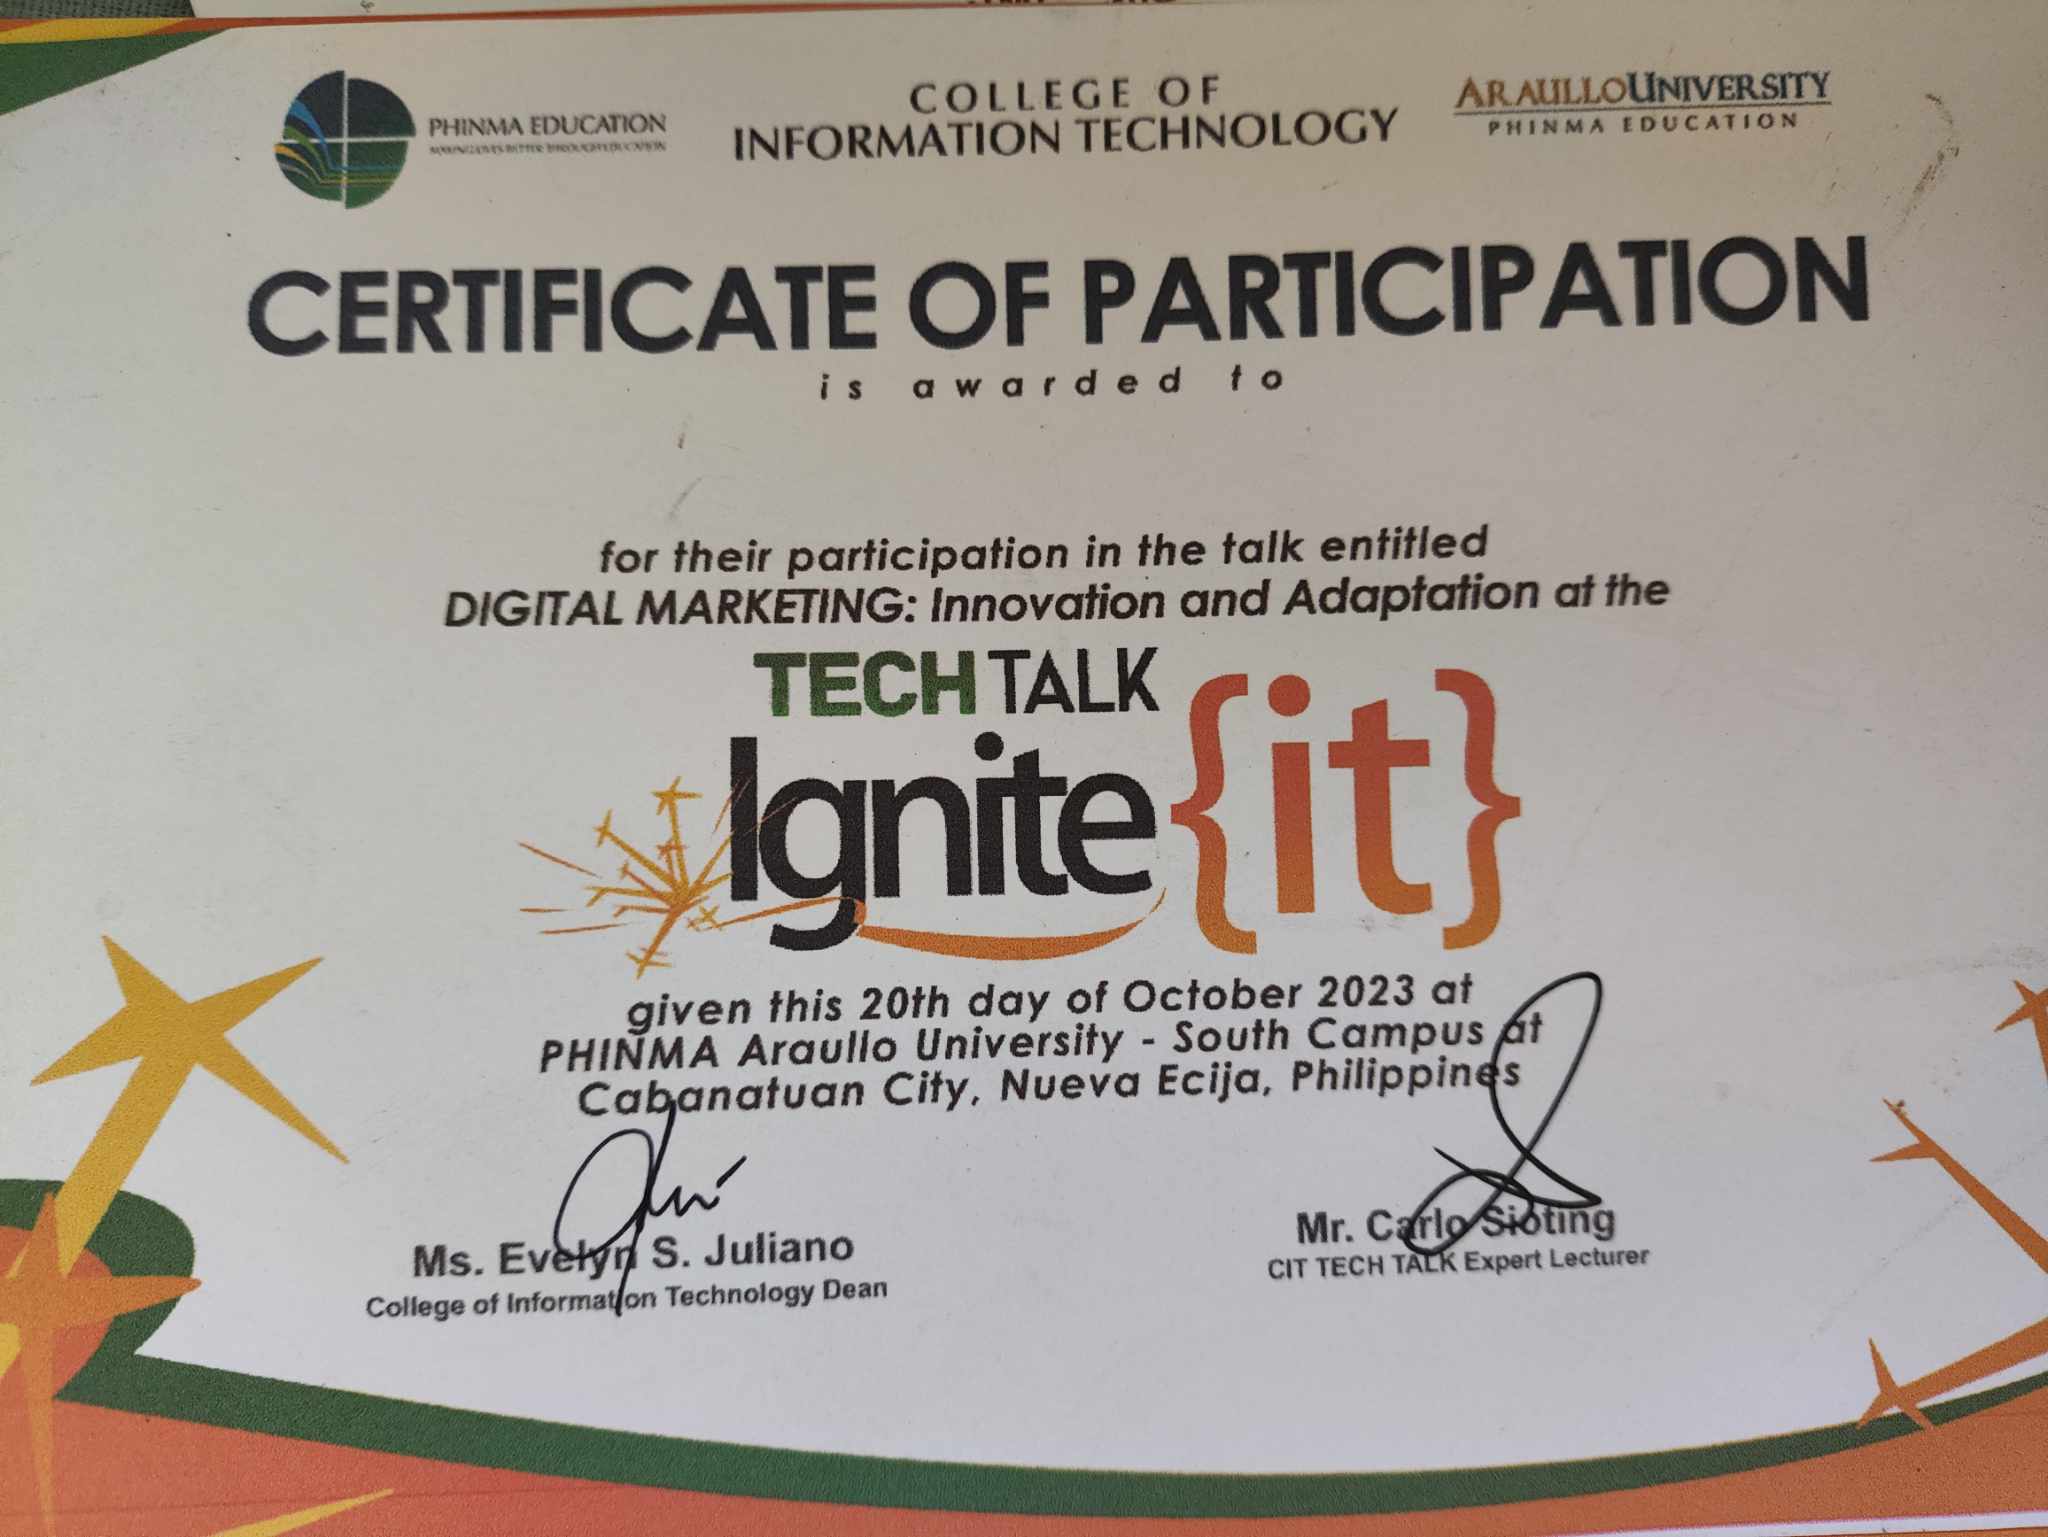 PHINMA EDUCATION
MAKING LIVES BETTER THROUGH EDUCATION
COLLEGE OF
INFORMATION TECHNOLOGY
ARAULLO UNIVERSITY
PHINMA EDUCATION
CERTIFICATE OF PARTICIPATION
is awarded to
for their participation in the talk entitled
DIGITAL MARKETING: Innovation and Adaptation at the
TECH TALK
Ignite {it}
given this 20th day of October 2023 at
PHINMA Araullo University - South Campus at
Cabanatuan City, Nueva Ecija, Philippines
Ms. Evelyn S. Juliano
College of Information Technology Dean
Mr. Carlo Sioting
CIT TECH TALK Expert Lecturer